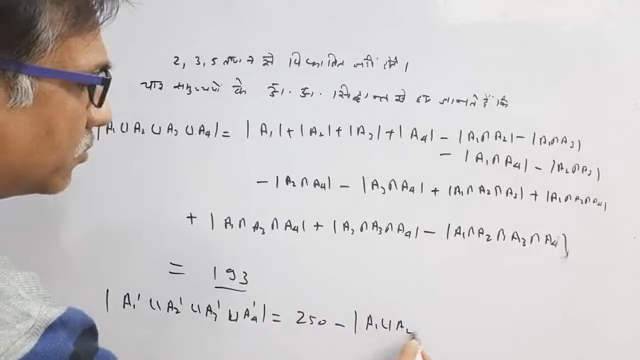 2, 3, 5 से विभाजित नहीं होते।
चार समुच्चयों के सिद्धान्त से हम जानते हैं कि
|A₁ ∪ A₂ ∪ A₃ ∪ A₄| = |A₁| + |A₂| + |A₃| + |A₄| - |A₁∩A₂| - |A₁∩A₃|
- |A₁∩A₄| - |A₂∩A₃|
- |A₂∩A₄| - |A₃∩A₄| + |A₁∩A₂∩A₃| + |A₁∩A₂∩A₄|
+ |A₁∩A₃∩A₄| + |A₂∩A₃∩A₄| - |A₁∩A₂∩A₃∩A₄|
= 193
|A₁' ∪ A₂' ∪ A₃' ∪ A₄'| = 250 - |A₁∪A₂